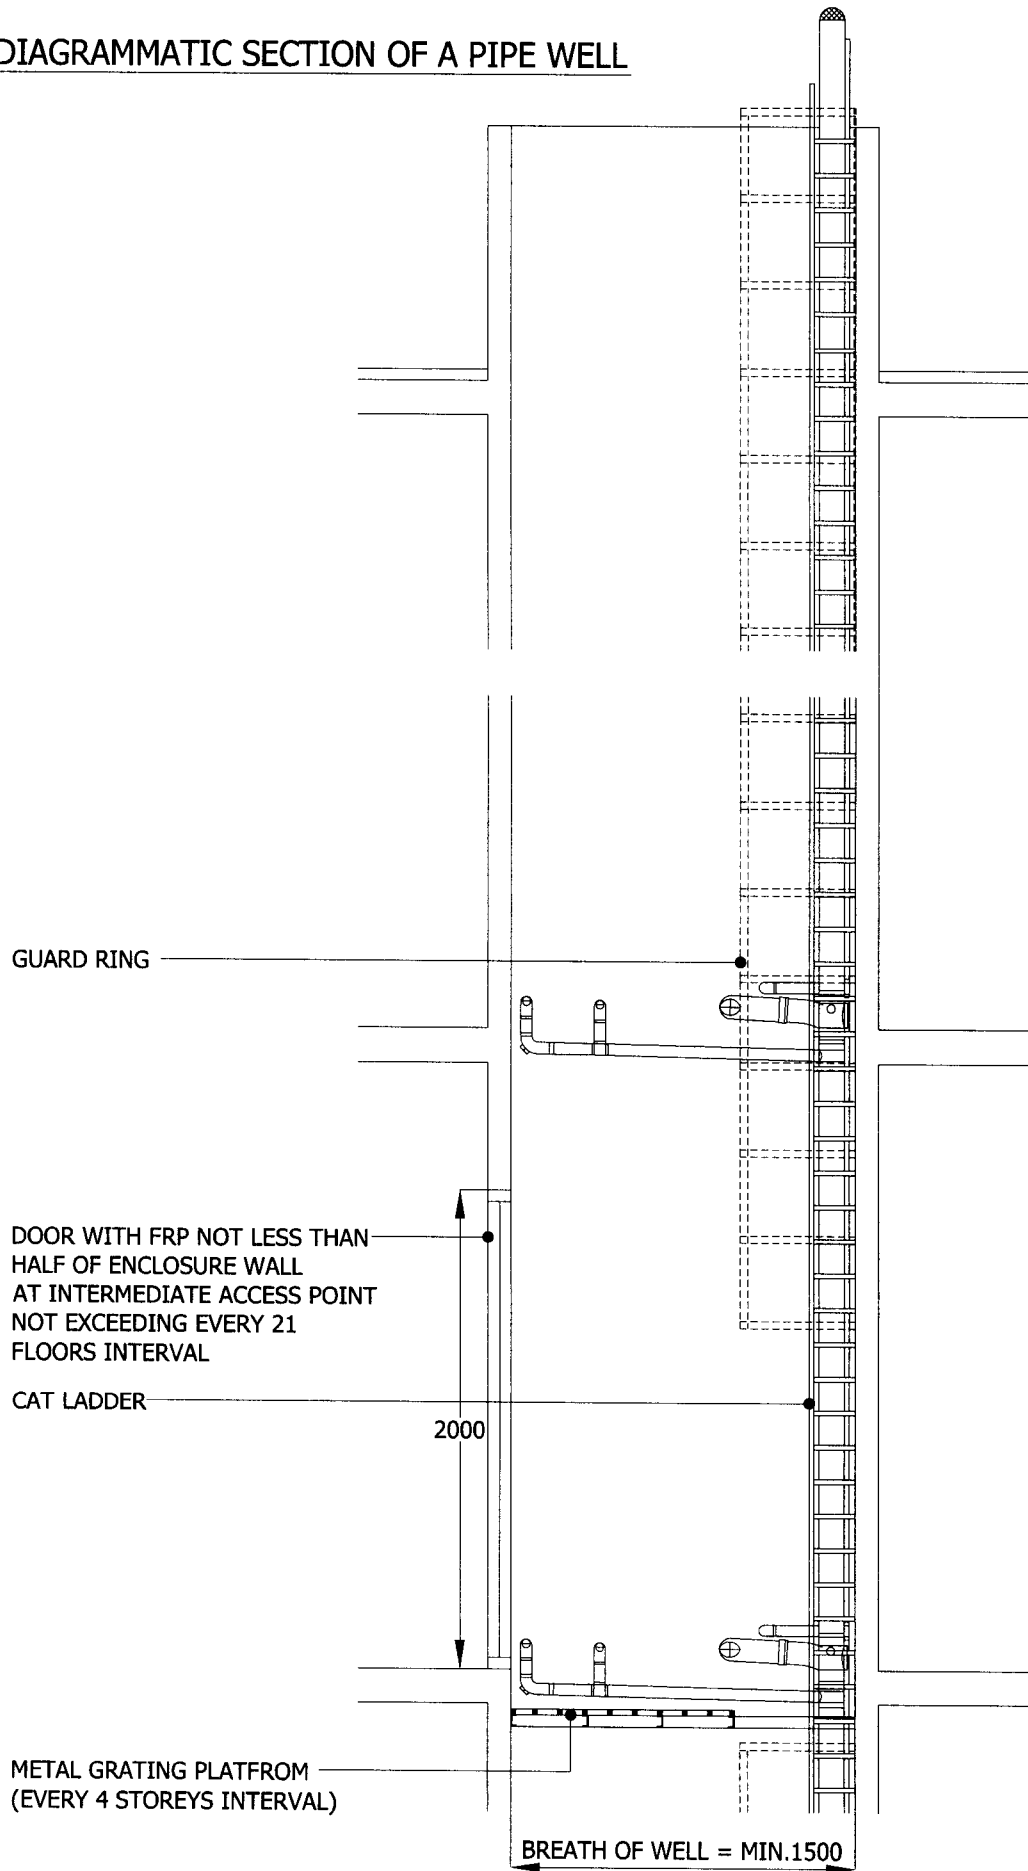 DIAGRAMMATIC SECTION OF A PIPE WELL
GUARD RING
DOOR WITH FRP NOT LESS THAN
HALF OF ENCLOSURE WALL
AT INTERMEDIATE ACCESS POINT
NOT EXCEEDING EVERY 21
FLOORS INTERVAL
CAT LADDER
2000
METAL GRATING PLATFROM
(EVERY 4 STOREYS INTERVAL)
BREATH OF WELL = MIN.1500